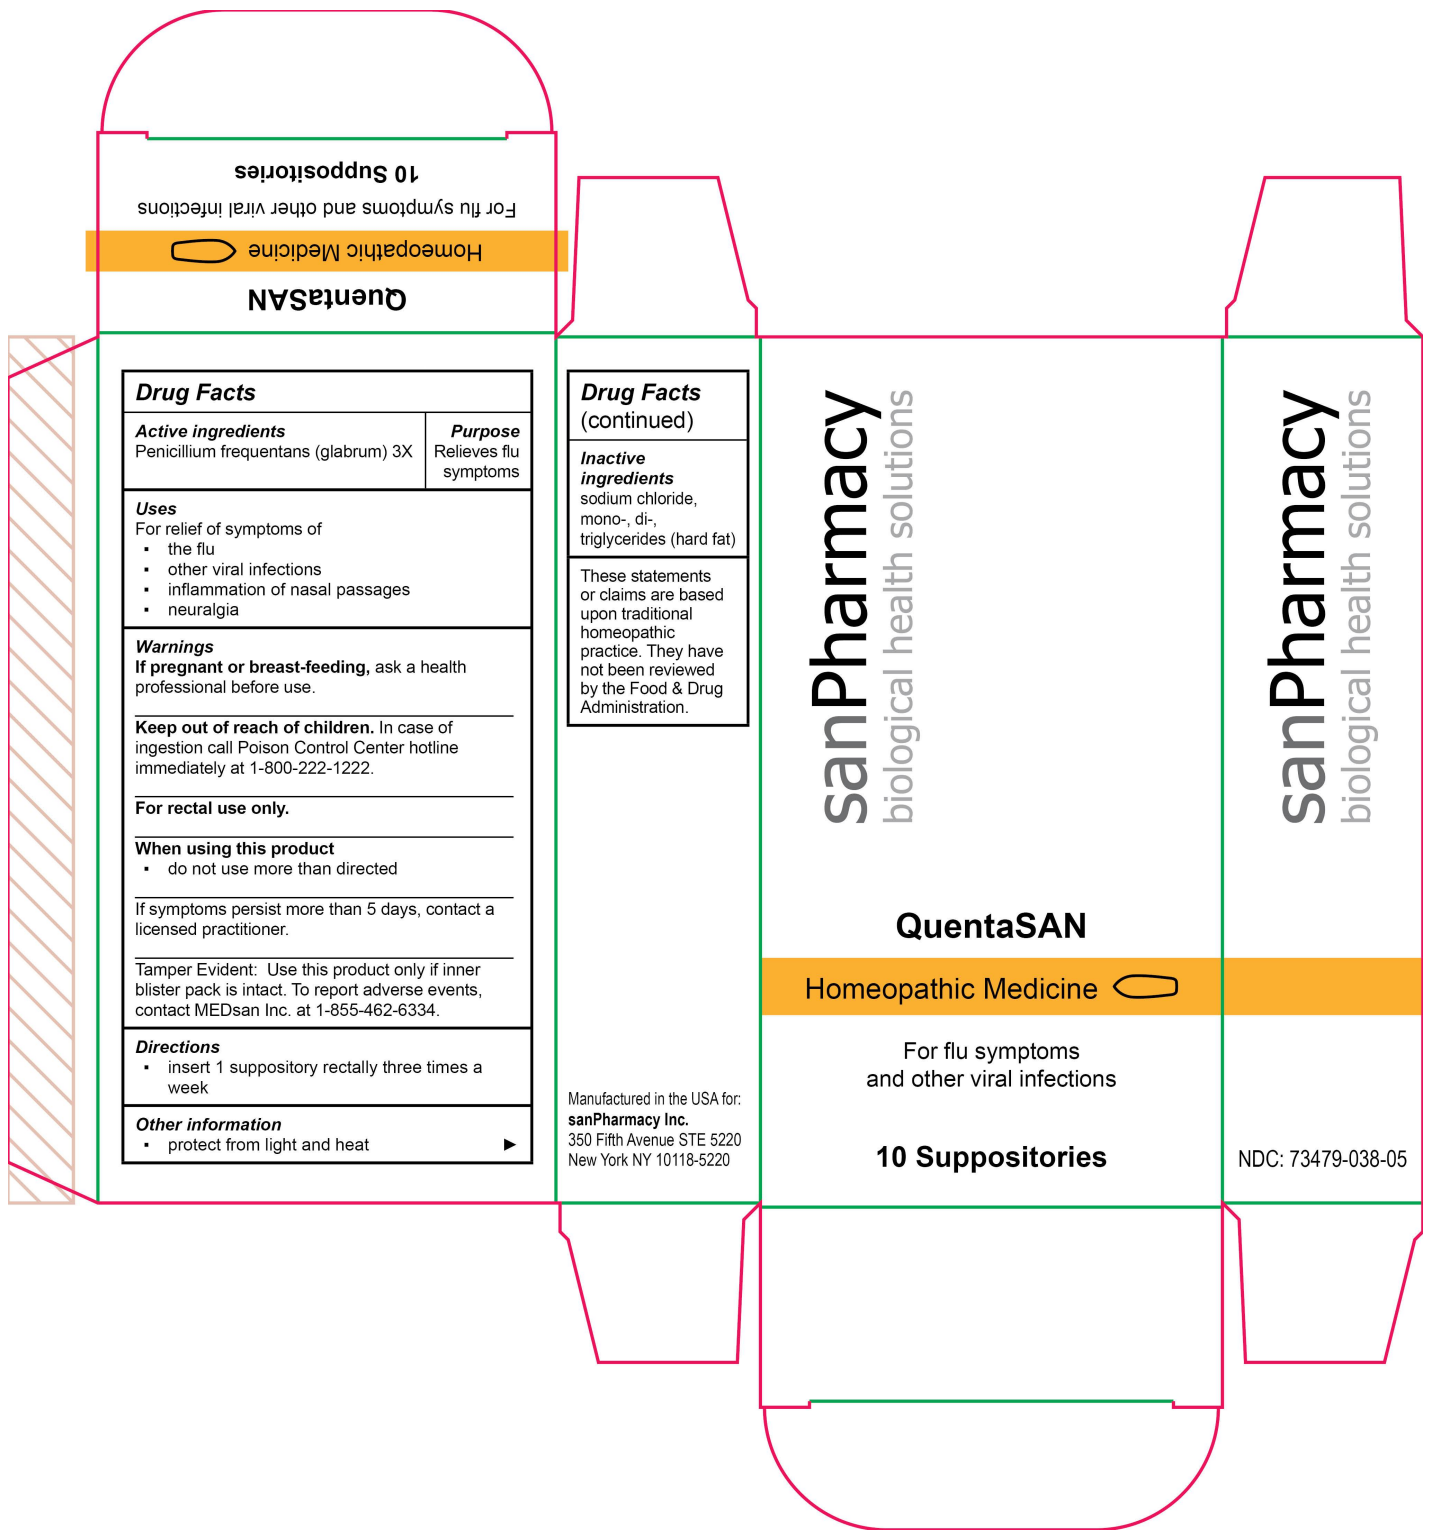 10 Suppositories
For flu symptoms and other viral infections
Homeopathic Medicine
QuentaSAN
Drug Facts
Active ingredients
Penicillium frequentans (glabrum) 3X
Purpose
Relieves flu
symptoms
Uses
For relief of symptoms of
▪ the flu
▪ other viral infections
▪ inflammation of nasal passages
▪ neuralgia
Warnings
If pregnant or breast-feeding, ask a health
professional before use.
Keep out of reach of children. In case of
ingestion call Poison Control Center hotline
immediately at 1-800-222-1222.
For rectal use only.
When using this product
▪ do not use more than directed
If symptoms persist more than 5 days, contact a
licensed practitioner.
Tamper Evident: Use this product only if inner
blister pack is intact. To report adverse events,
contact MEDsan Inc. at 1-855-462-6334.
Directions
▪ insert 1 suppository rectally three times a
week
Other information
▪ protect from light and heat ►
Drug Facts
(continued)
Inactive
ingredients
sodium chloride,
mono-, di-,
triglycerides (hard fat)
These statements
or claims are based
upon traditional
homeopathic
practice. They have
not been reviewed
by the Food & Drug
Administration.
Manufactured in the USA for:
sanPharmacy Inc.
350 Fifth Avenue STE 5220
New York NY 10118-5220
sanPharmacy
biological health solutions
QuentaSAN
Homeopathic Medicine
For flu symptoms
and other viral infections
10 Suppositories
sanPharmacy
biological health solutions
NDC: 73479-038-05